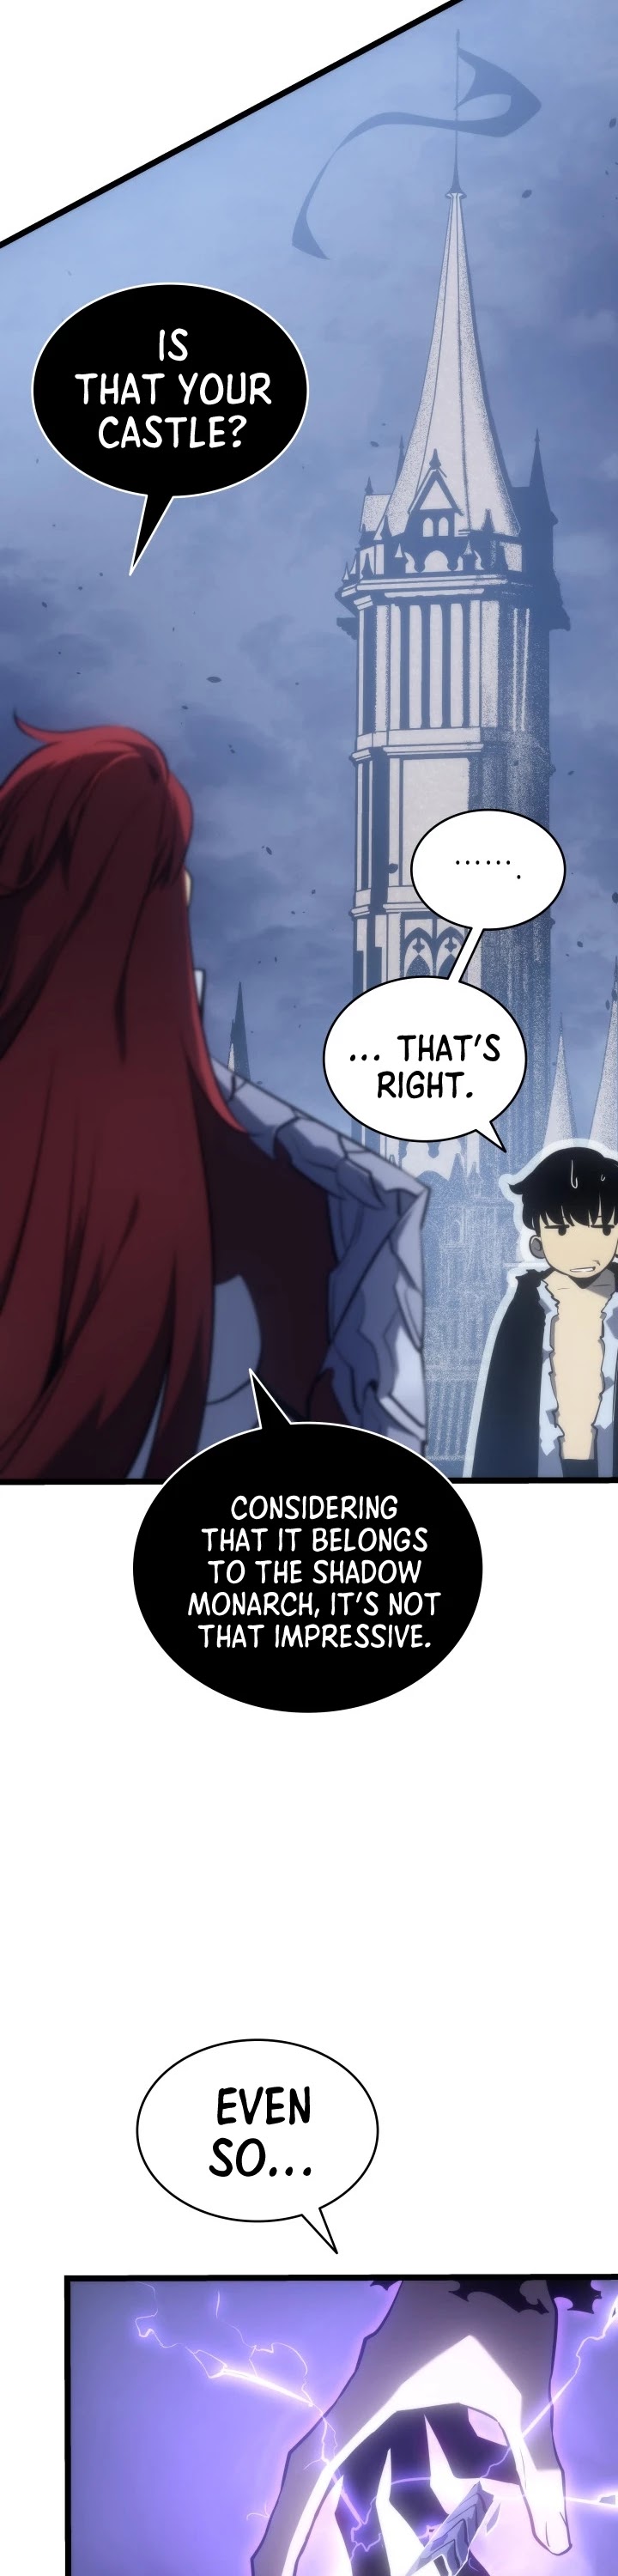 IS
THAT YOUR
CASTLE?
.......
... THAT'S
RIGHT.
CONSIDERING
THAT IT BELONGS
TO THE SHADOW
MONARCH, IT'S NOT
THAT IMPRESSIVE.
EVEN
SO...